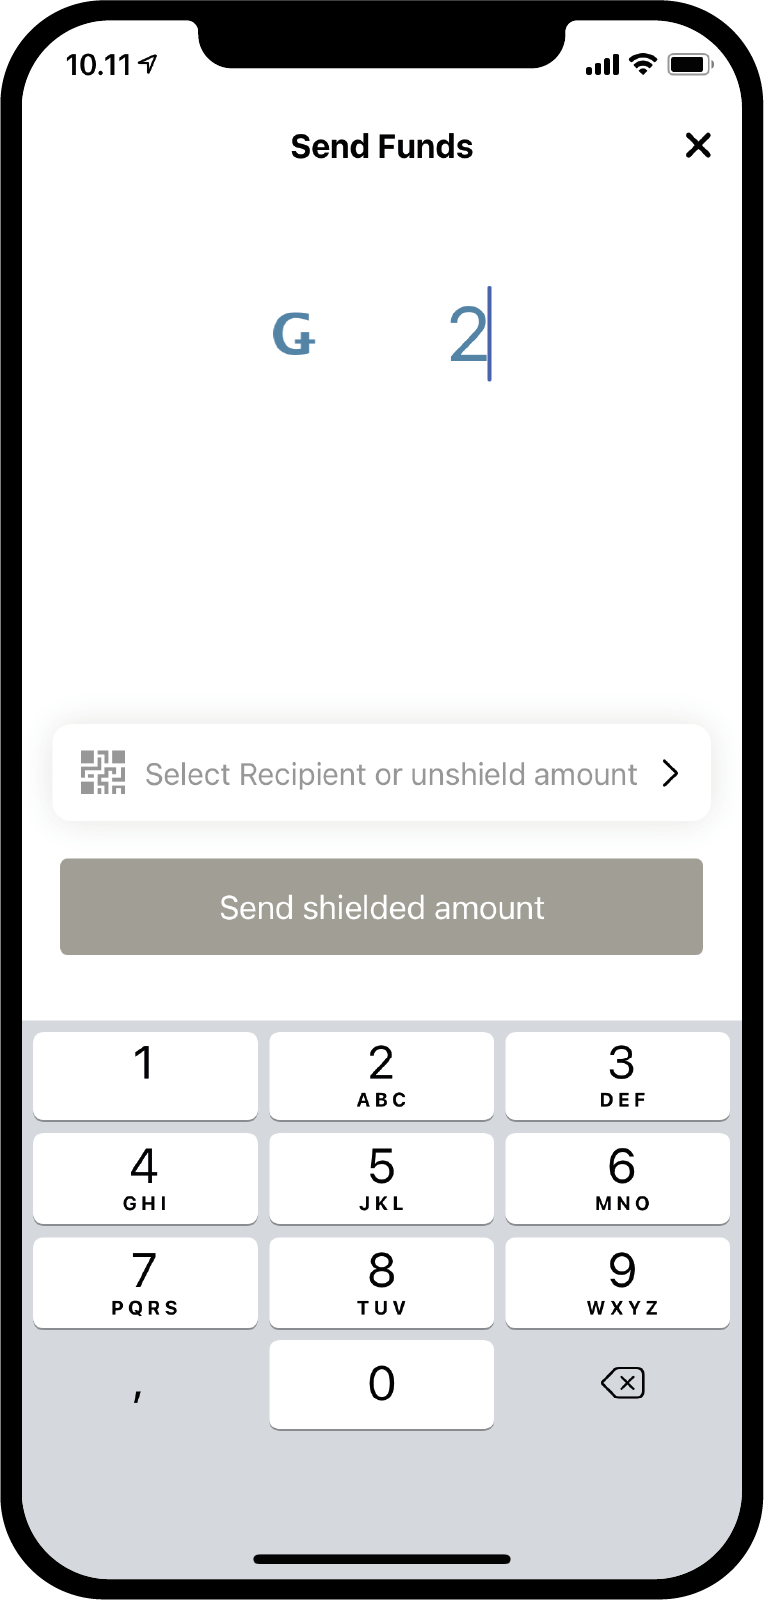 10.11
Send Funds
G 2
Select Recipient or unshield amount
Send shielded amount
1
2
ABC
3
DEF
4
GHI
5
JKL
6
MNO
7
PQRS
8
TUV
9
WXYZ
,
0